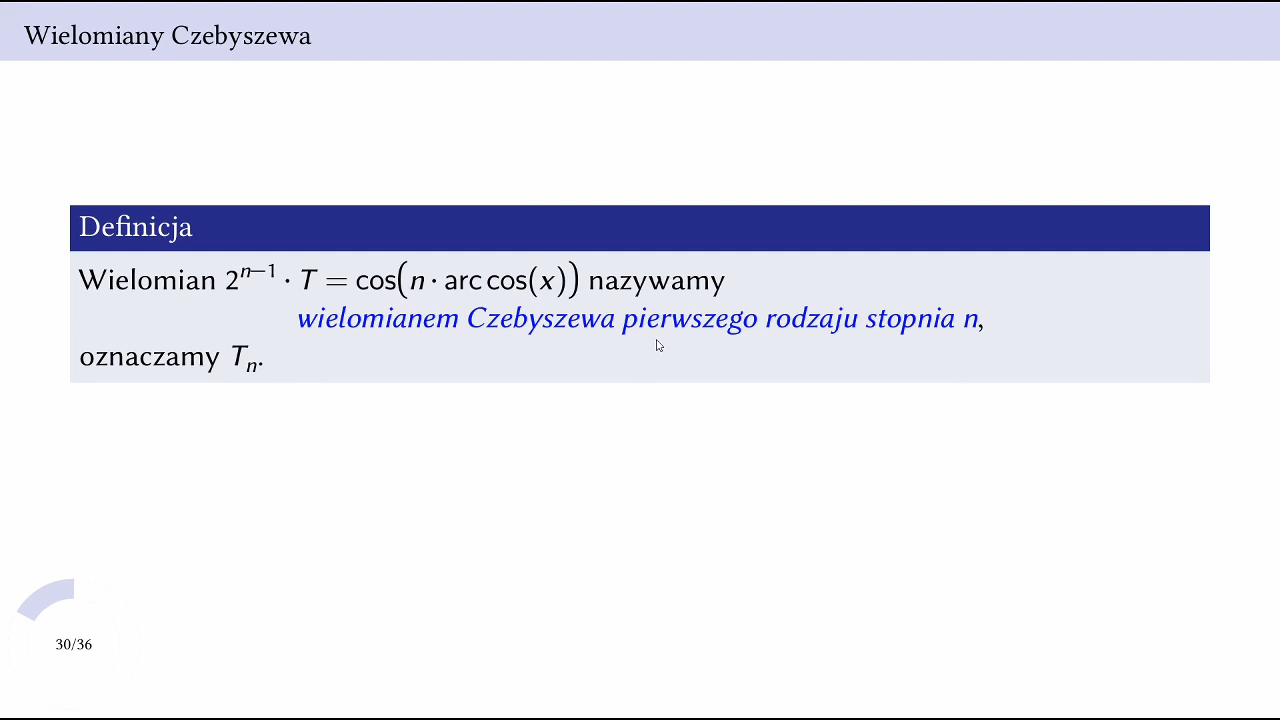 Wielomiany Czebyszewa
Definicja
Wielomian 2^{n−1} · T = cos(n · arc cos(x)) nazywamy
wielomianem Czebyszewa pierwszego rodzaju stopnia n,
oznaczamy T_n.
30/36